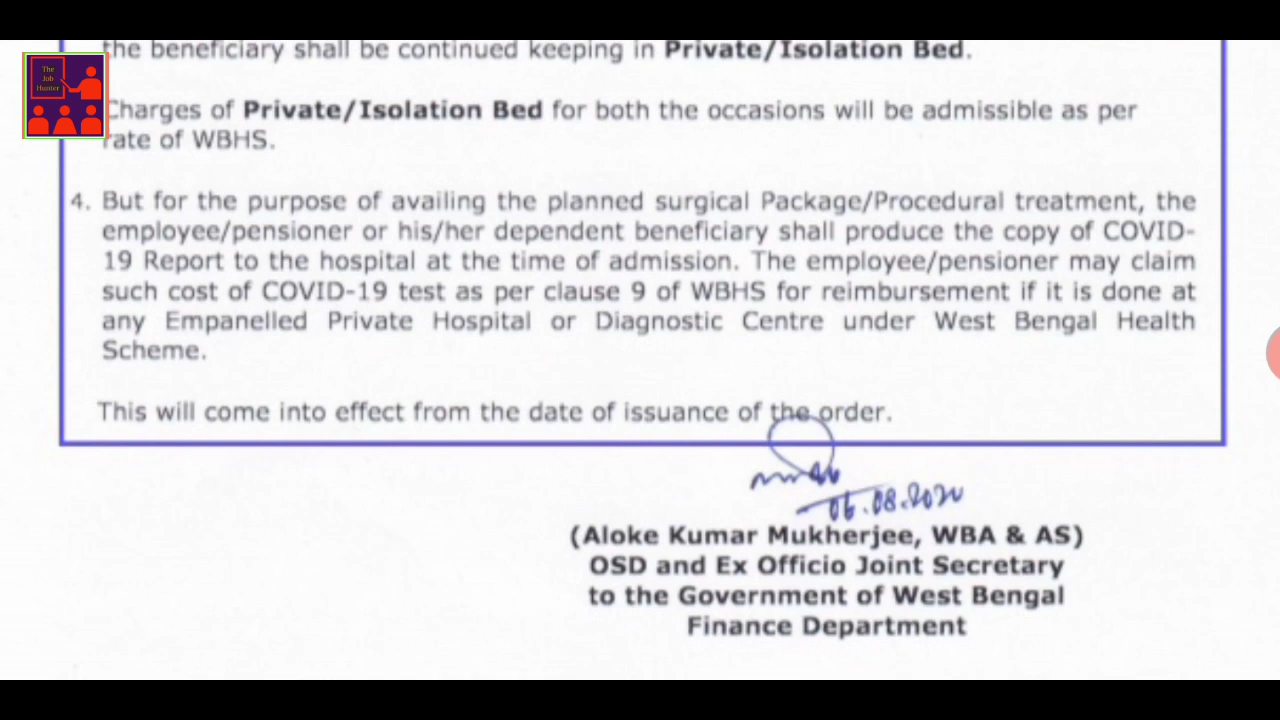 the beneficiary shall be continued keeping in Private/Isolation Bed.
The
Job
Hunter
Charges of Private/Isolation Bed for both the occasions will be admissible as per
rate of WBHS.
4. But for the purpose of availing the planned surgical Package/Procedural treatment, the
employee/pensioner or his/her dependent beneficiary shall produce the copy of COVID-
19 Report to the hospital at the time of admission. The employee/pensioner may claim
such cost of COVID-19 test as per clause 9 of WBHS for reimbursement if it is done at
any Empanelled Private Hospital or Diagnostic Centre under West Bengal Health
Scheme.
This will come into effect from the date of issuance of the order.
06.08.2020
(Aloke Kumar Mukherjee, WBA & AS)
OSD and Ex Officio Joint Secretary
to the Government of West Bengal
Finance Department